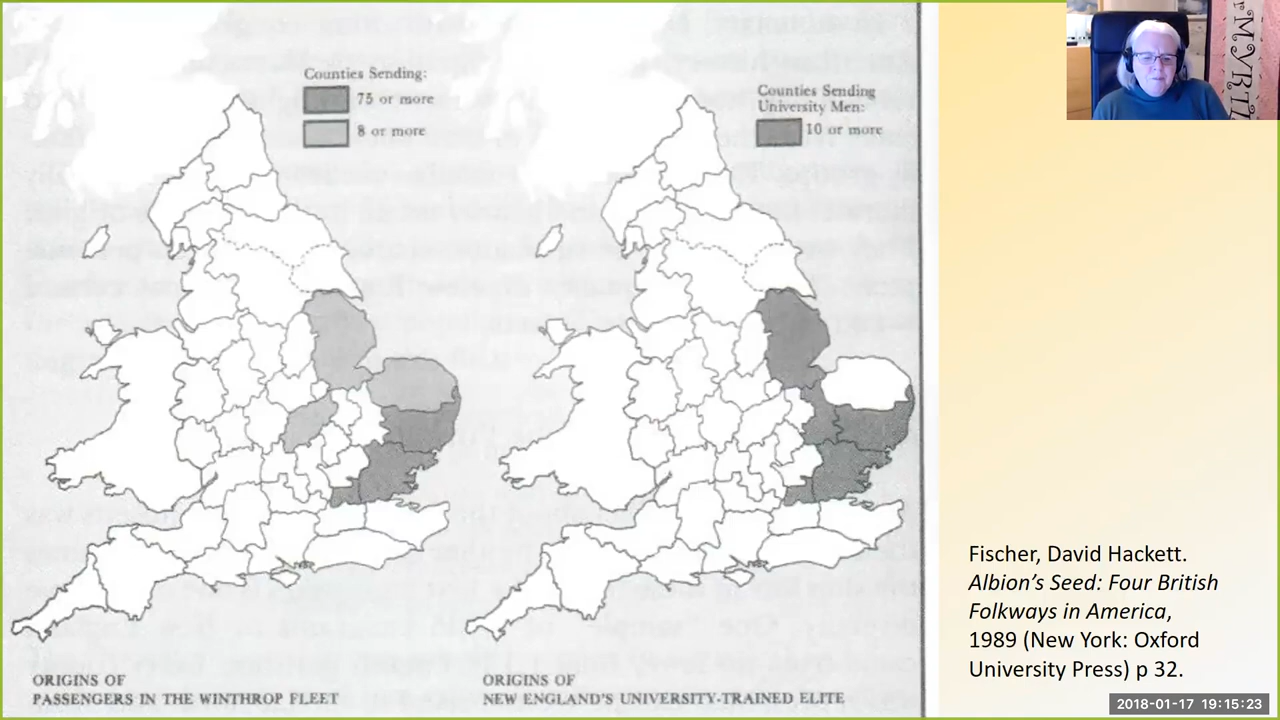 Counties Sending:
75 or more
8 or more
Counties Sending
University Men:
10 or more
ORIGINS OF
PASSENGERS IN THE WINTHROP FLEET
ORIGINS OF
NEW ENGLAND'S UNIVERSITY-TRAINED ELITE
MYRTL
Fischer, David Hackett.
Albion's Seed: Four British
Folkways in America,
1989 (New York: Oxford
University Press) p 32.
2018-01-17 19:15:23